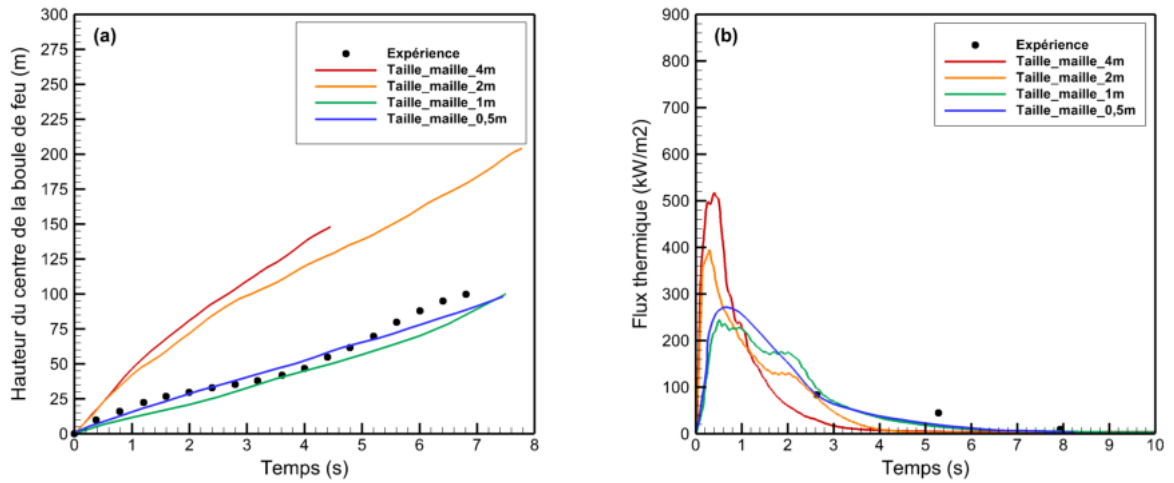 (a)
Expérience
Taille_maille_4m
Taille_maille_2m
Taille_maille_1m
Taille_maille_0,5m
Hauteur du centre de la boule de feu (m)
300
275
250
225
200
175
150
125
100
75
50
25
0
0 1 2 3 4 5 6 7 8
Temps (s)
(b)
Expérience
Taille_maille_4m
Taille_maille_2m
Taille_maille_1m
Taille_maille_0,5m
Flux thermique (kW/m2)
900
800
700
600
500
400
300
200
100
0
0 1 2 3 4 5 6 7 8 9 10
Temps (s)